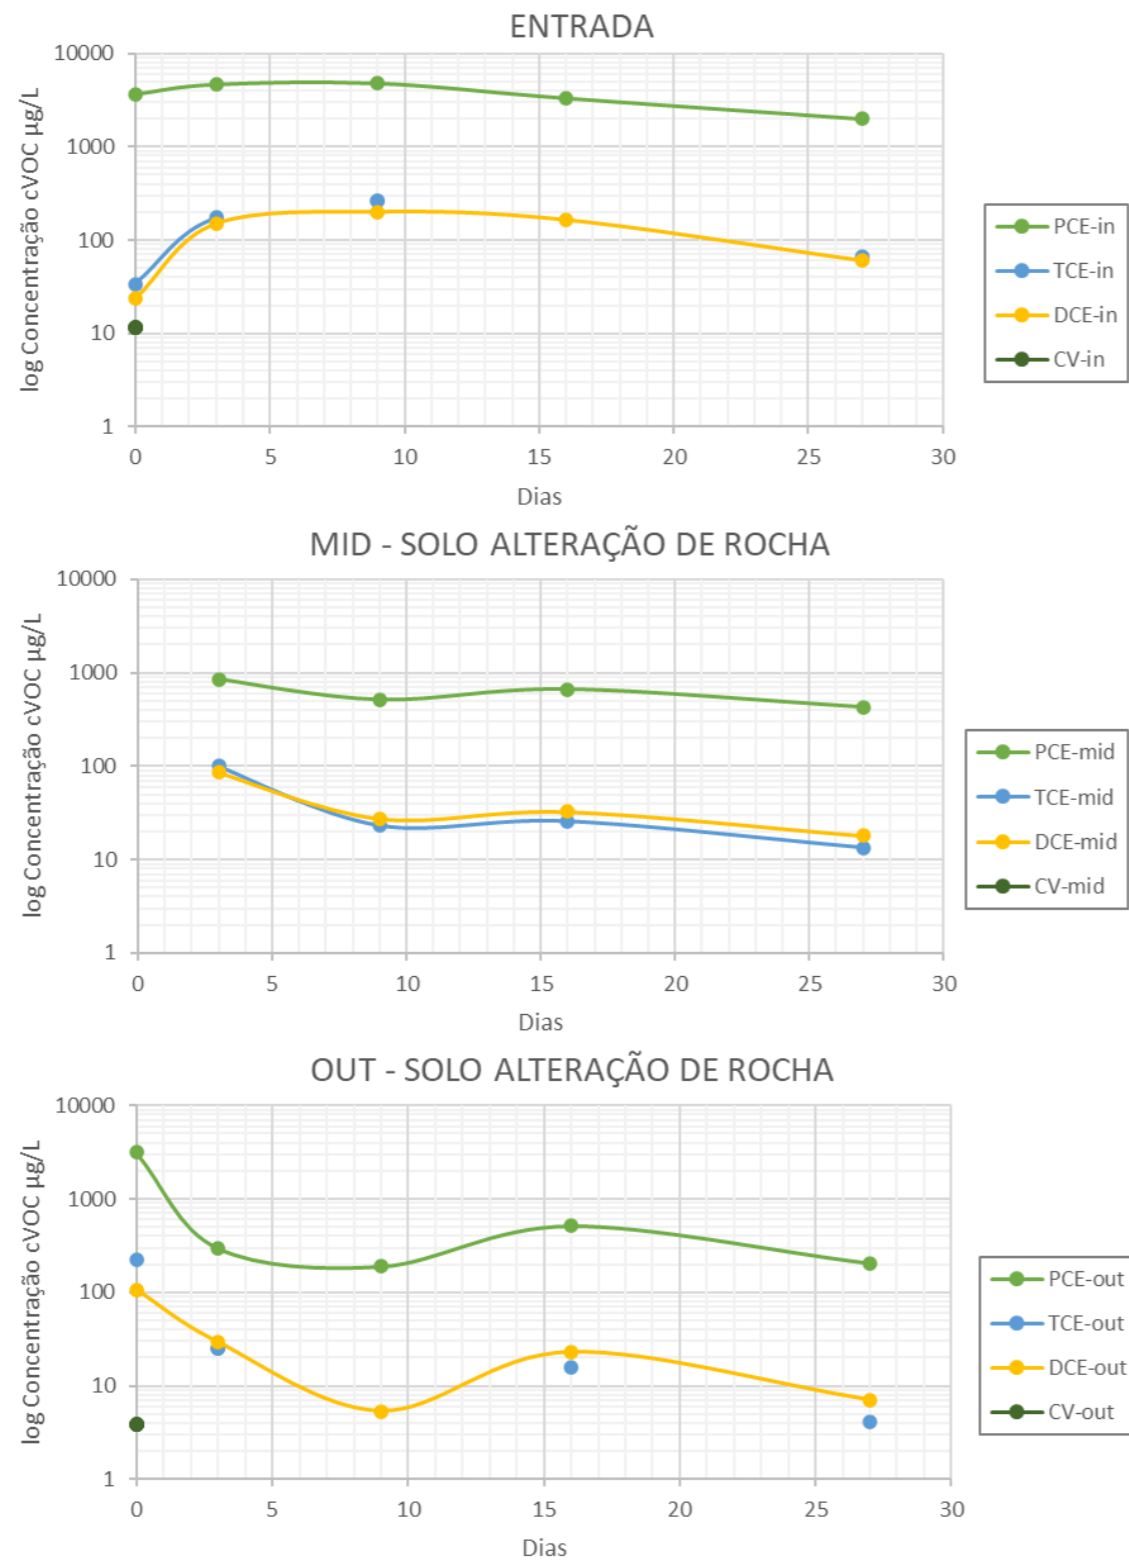 ENTRADA
log Concentração cVOC µg/L
10000
1000
100
10
1
0 5 10 15 20 25 30
Dias
PCE-in
TCE-in
DCE-in
CV-in
MID - SOLO ALTERAÇÃO DE ROCHA
log Concentração cVOC µg/L
10000
1000
100
10
1
0 5 10 15 20 25 30
Dias
PCE-mid
TCE-mid
DCE-mid
CV-mid
OUT - SOLO ALTERAÇÃO DE ROCHA
log Concentração cVOC µg/L
10000
1000
100
10
1
0 5 10 15 20 25 30
Dias
PCE-out
TCE-out
DCE-out
CV-out